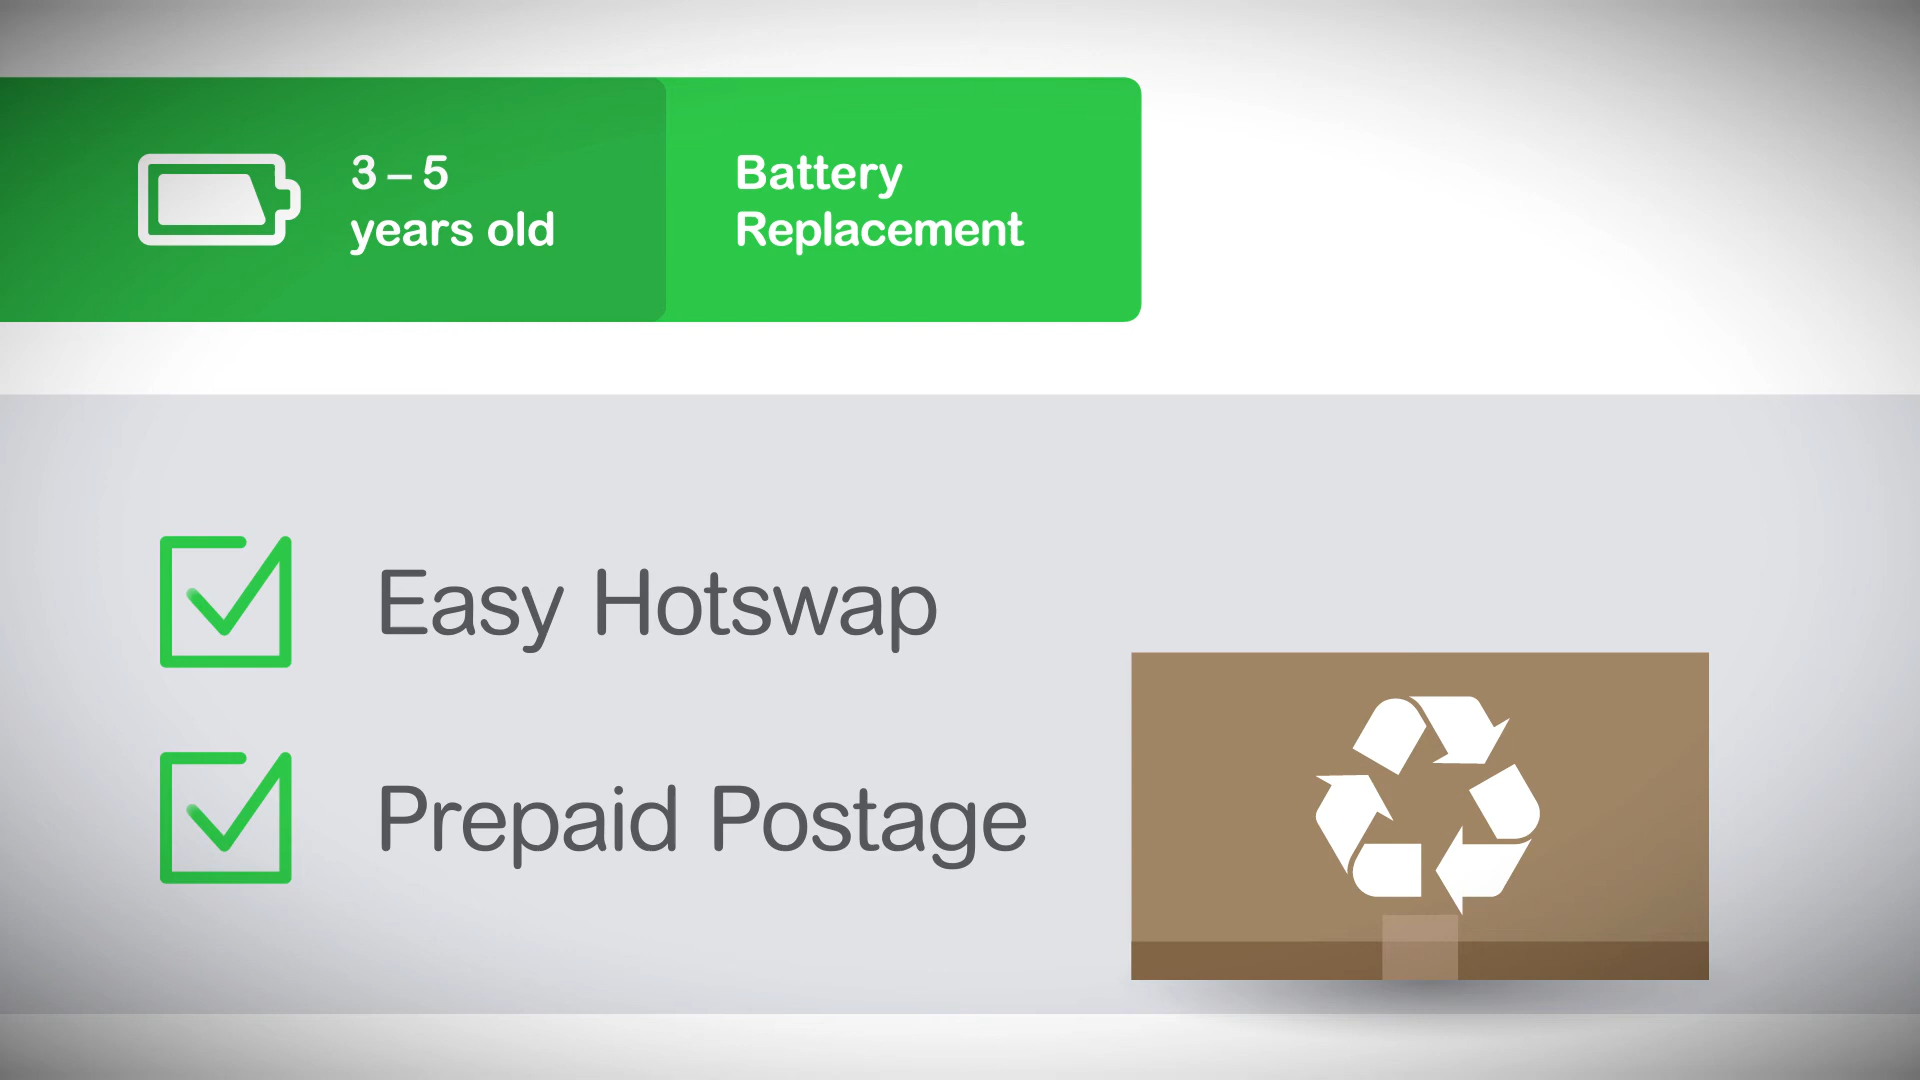 3 – 5
years old
Battery
Replacement
Easy Hotswap
Prepaid Postage